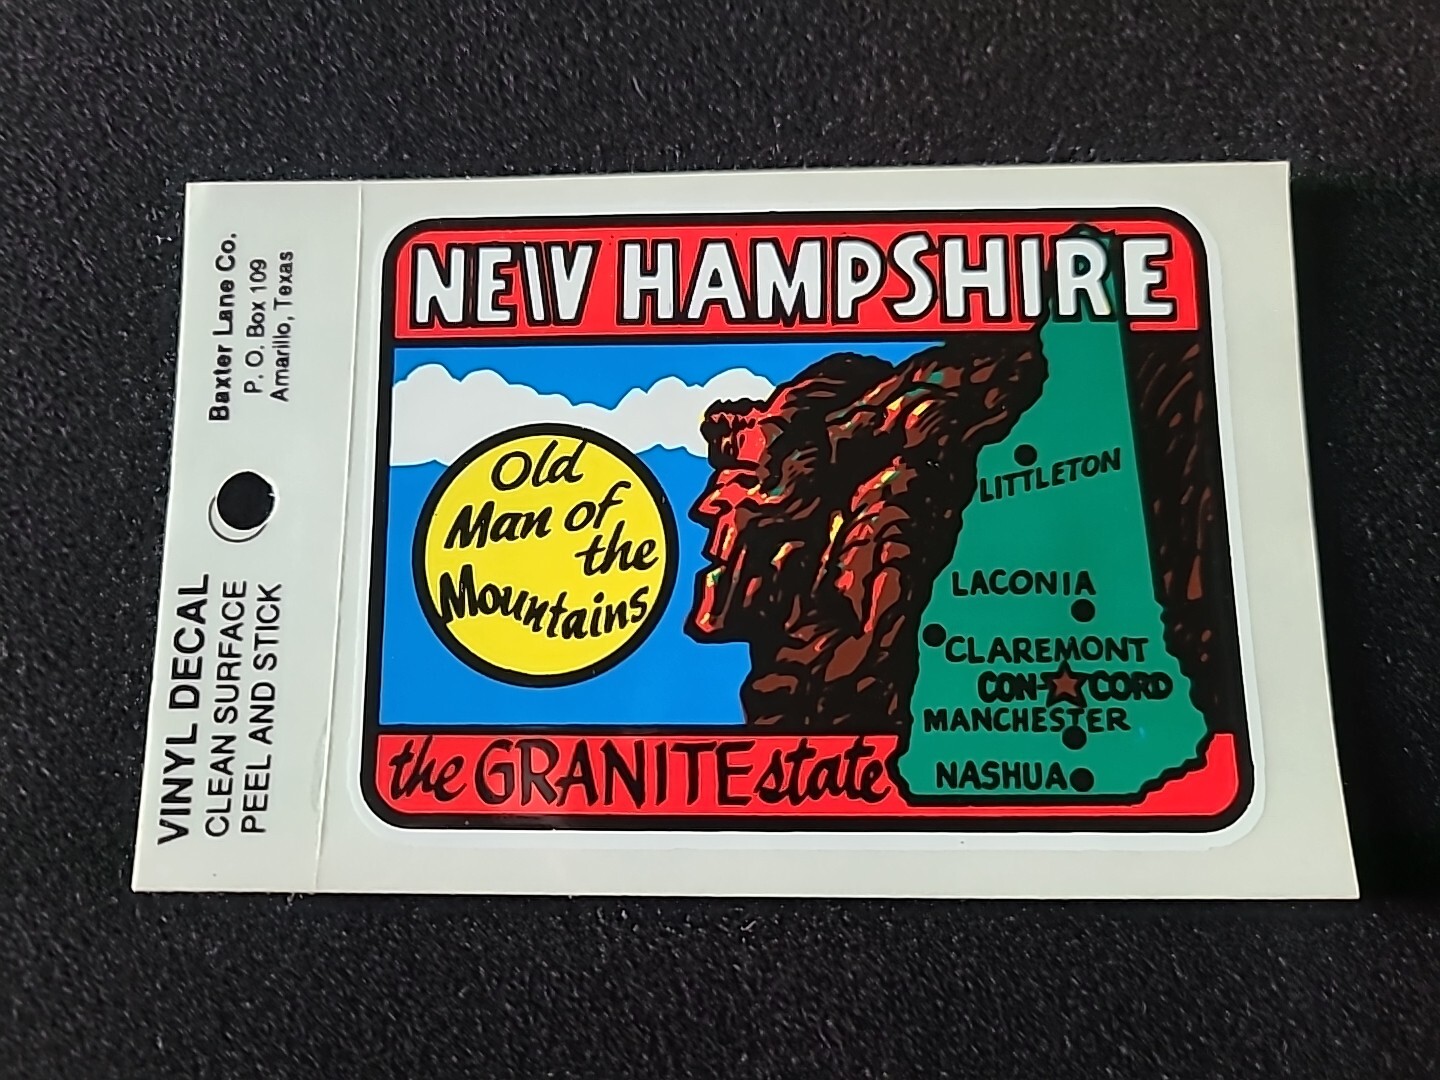 Baxter Lane Co.
P. O. Box 109
Amarillo, Texas
VINYL DECAL
CLEAN SURFACE
PEEL AND STICK
NEW HAMPSHIRE
Old
Man of
the
Mountains
LITTLETON
LACONIA
CLAREMONT
CON-CORD
MANCHESTER
NASHUA
the GRANITE state